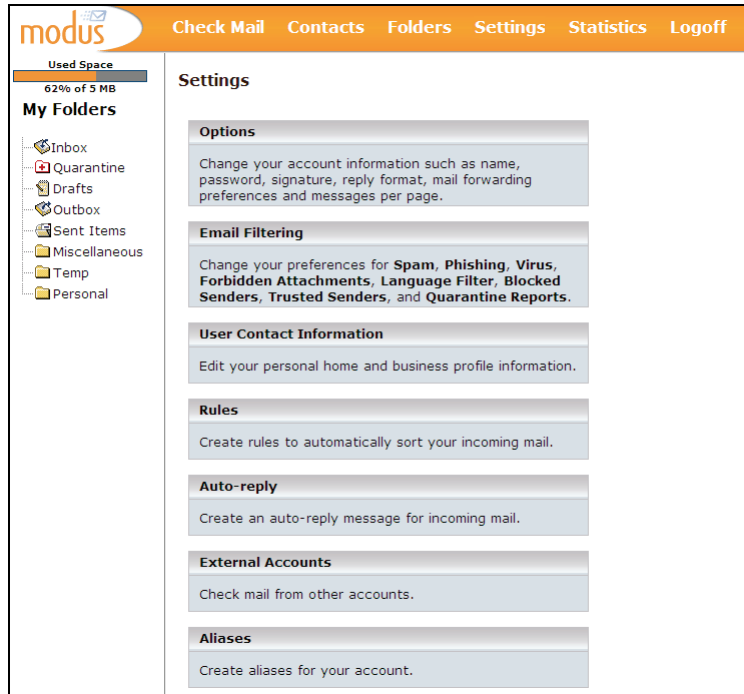 modus
Check Mail Contacts Folders Settings Statistics Logoff
Used Space
62% of 5 MB
My Folders
Inbox
Quarantine
Drafts
Outbox
Sent Items
Miscellaneous
Temp
Personal
Settings
Options
Change your account information such as name,
password, signature, reply format, mail forwarding
preferences and messages per page.
Email Filtering
Change your preferences for Spam, Phishing, Virus,
Forbidden Attachments, Language Filter, Blocked
Senders, Trusted Senders, and Quarantine Reports.
User Contact Information
Edit your personal home and business profile information.
Rules
Create rules to automatically sort your incoming mail.
Auto-reply
Create an auto-reply message for incoming mail.
External Accounts
Check mail from other accounts.
Aliases
Create aliases for your account.